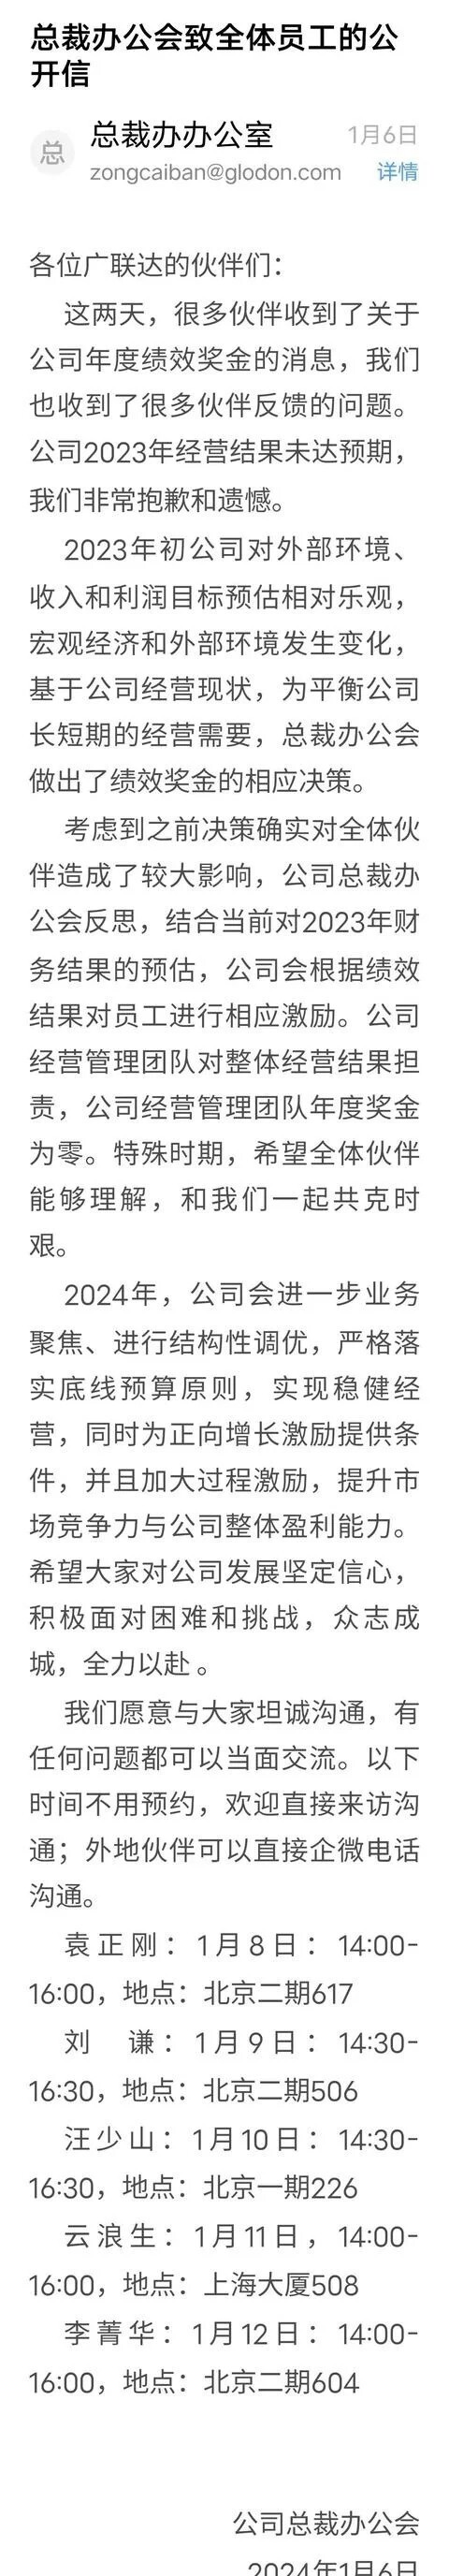 总裁办公会致全体员工的公
开信
总
总裁办办公室
1月6日
zongcaiban@glodon.com
详情
各位广联达的伙伴们：
这两天，很多伙伴收到了关于
公司年度绩效奖金的消息，我们
也收到了很多伙伴反馈的问题。
公司2023年经营结果未达预期，
我们非常抱歉和遗憾。
2023年初公司对外部环境、
收入和利润目标预估相对乐观，
宏观经济和外部环境发生变化，
基于公司经营现状，为平衡公司
长短期的经营需要，总裁办公会
做出了绩效奖金的相应决策。
考虑到之前决策确实对全体伙
伴造成了较大影响，公司总裁办
公会反思，结合当前对2023年财
务结果的预估，公司会根据绩效
结果对员工进行相应激励。公司
经营管理团队对整体经营结果担
责，公司经营管理团队年度奖金
为零。特殊时期，希望全体伙伴
能够理解，和我们一起共克时
艰。
2024年，公司会进一步业务
聚焦、进行结构性调优，严格落
实底线预算原则，实现稳健经
营，同时为正向增长激励提供条
件，并且加大过程激励，提升市
场竞争力与公司整体盈利能力。
希望大家对公司发展坚定信心，
积极面对困难和挑战，众志成
城，全力以赴 。
我们愿意与大家坦诚沟通，有
任何问题都可以当面交流。以下
时间不用预约，欢迎直接来访沟
通；外地伙伴可以直接企微电话
沟通。
袁正刚：1月8日：14:00-
16:00，地点：北京二期617
刘　谦：1月9日：14:30-
16:30，地点：北京二期506
汪少山：1月10日：14:30-
16:30，地点：北京一期226
云浪生：1月11日，14:00-
16:00，地点：上海大厦508
李菁华：1月12日：14:00-
16:00，地点：北京二期604
公司总裁办公会
2024年1月6日